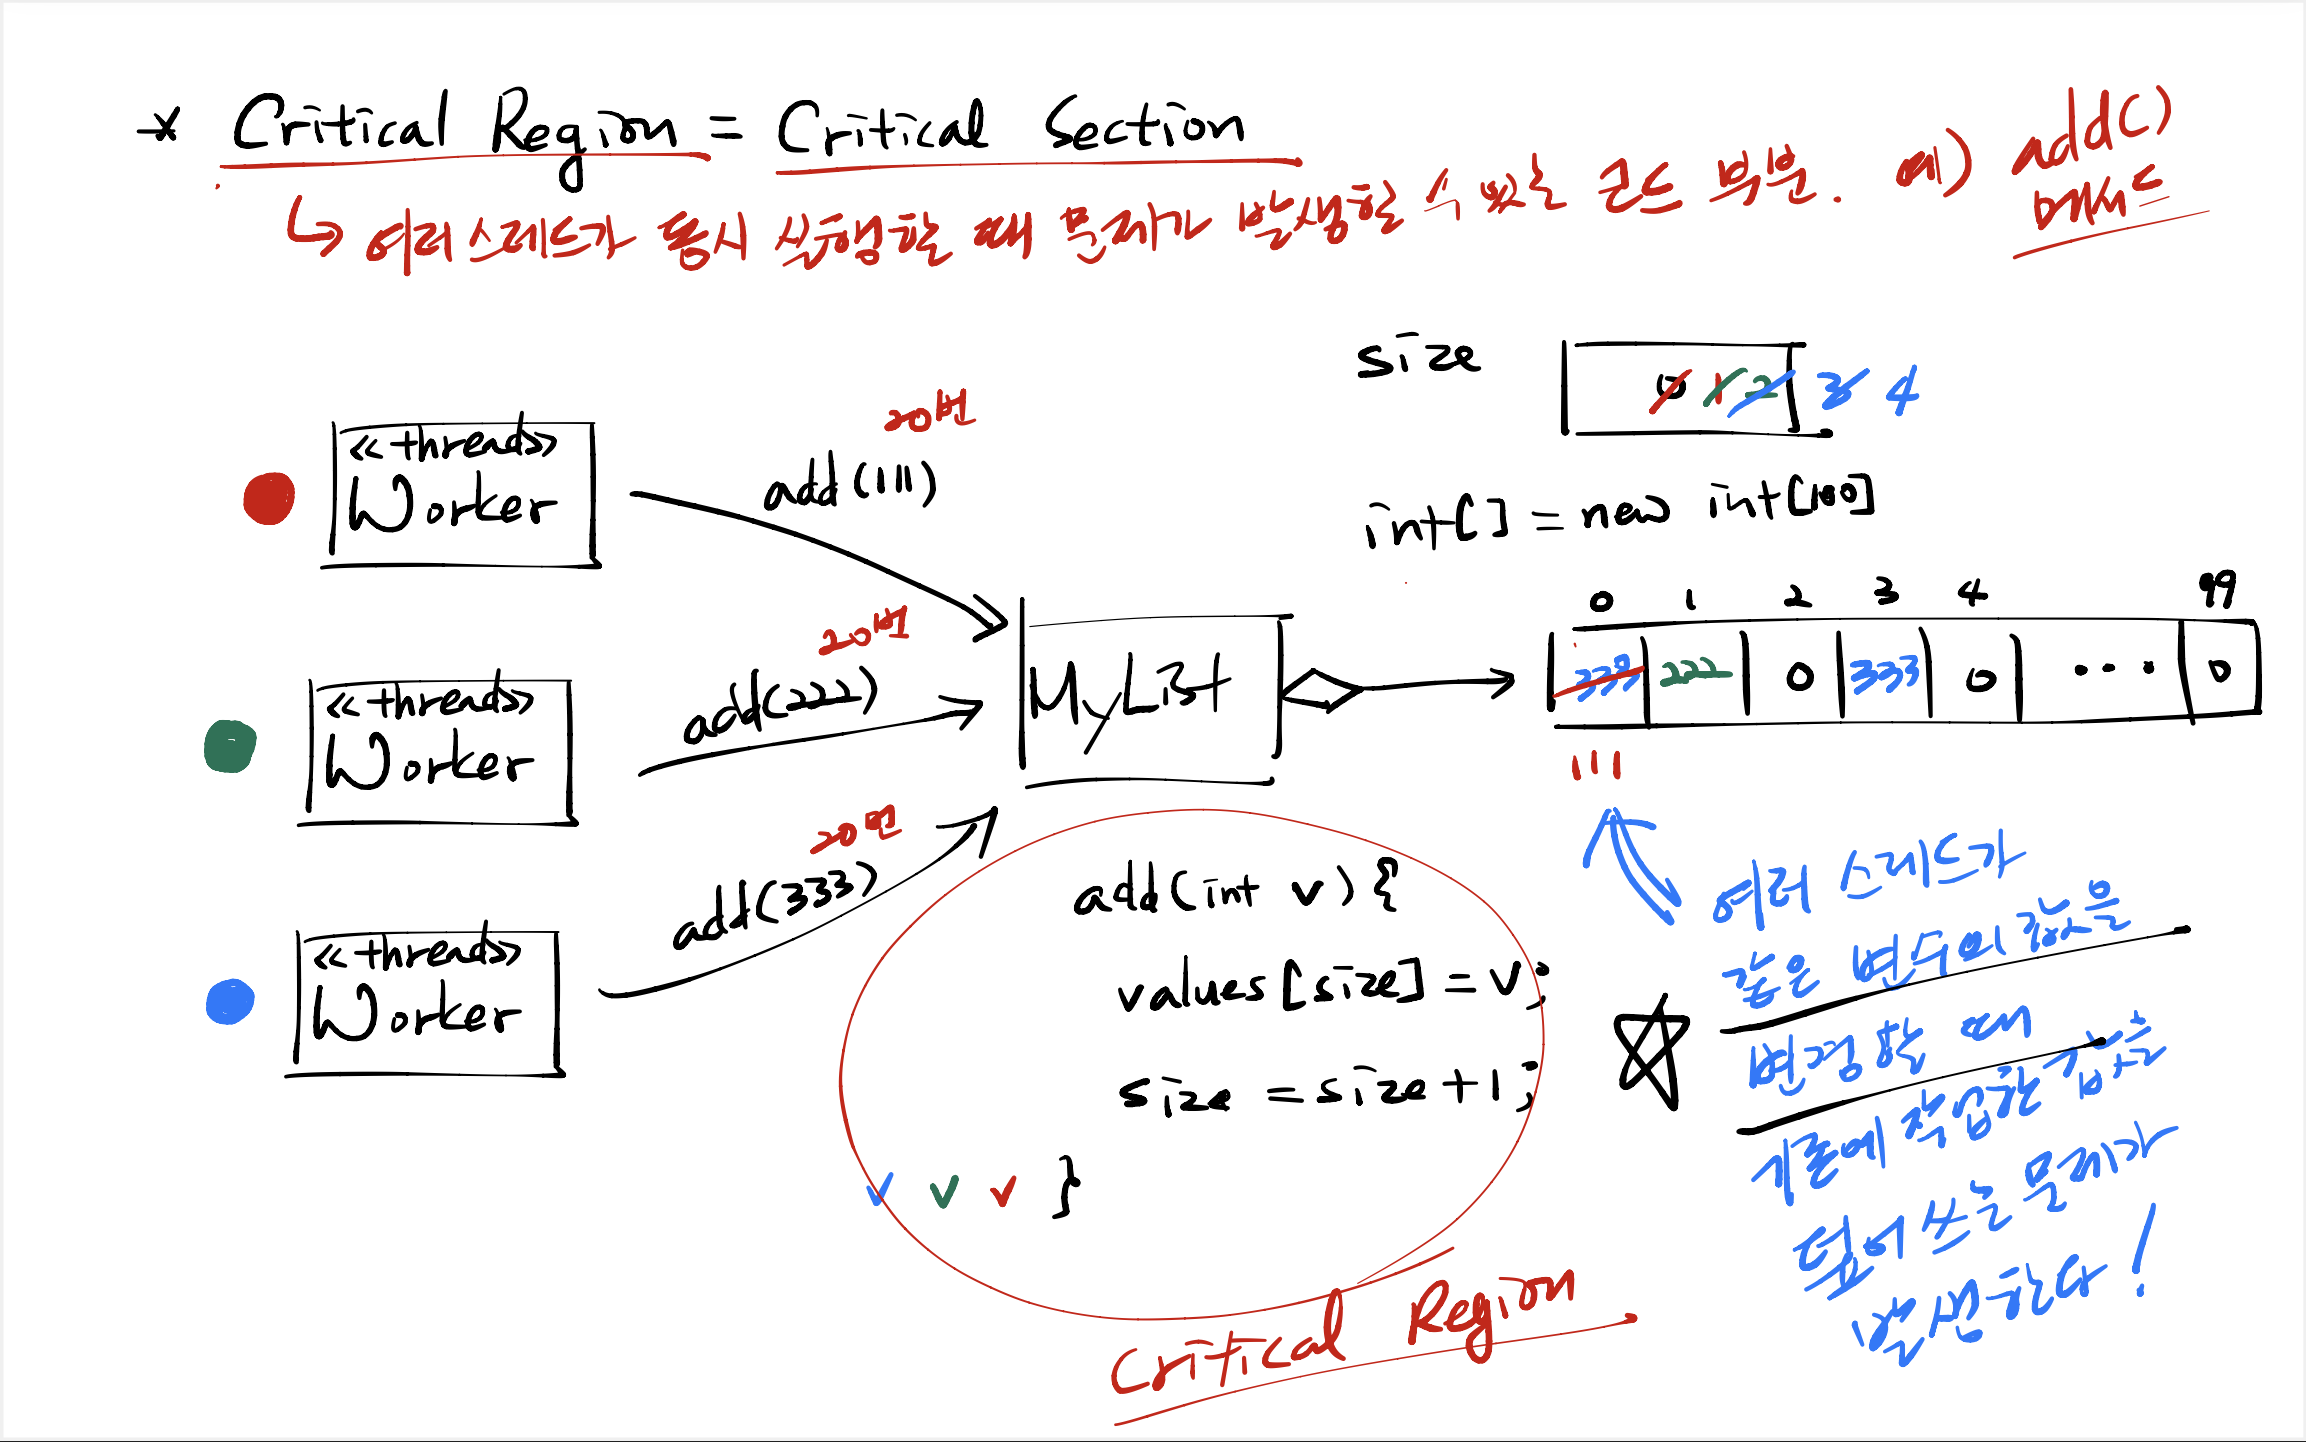 * Critical Region = Critical Section
↳ 여러 스레드가 동시 실행할 때 문제가 발생할 수 있는 코드 부분. 예) add()
메서드
size 0 1 2 3 4
int[] = new int[100]
0 1 2 3 4 99
333 222 0 333 0 ... 0
111
<<threads>>
Worker
20번
add(111)
<<threads>>
Worker
20번
add(222)
<<threads>>
Worker
20번
add(333)
MyList
add(int v) {
values[size] = v;
size = size + 1;
v v v }
Critical Region
여러 스레드가
같은 변수의 값을
변경할 때
기존에 작업한 값을
덮어 쓰는 문제가
발생한다!